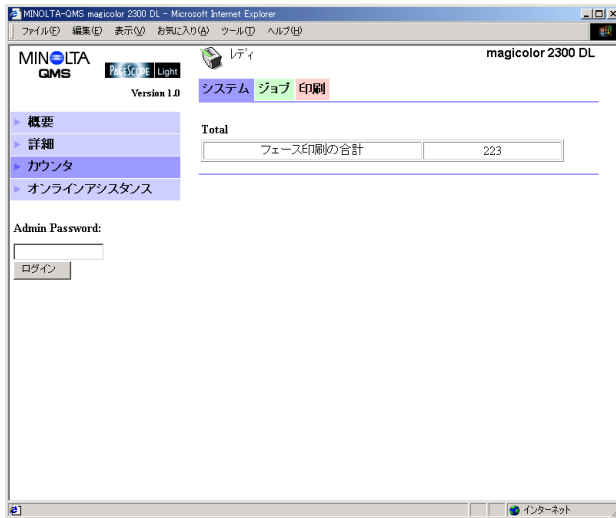 MINOLTA-QMS magicolor 2300 DL - Microsoft Internet Explorer
ファイル(F) 編集(E) 表示(V) お気に入り(A) ツール(T) ヘルプ(H)
MINOLTA
QMS
PAGESCOPE Light
Version 1.0
レディ
magicolor 2300 DL
システム ジョブ 印刷
概要
詳細
カウンタ
オンラインアシスタンス
Total
フェース印刷の合計 223
Admin Password:
ログイン
インターネット